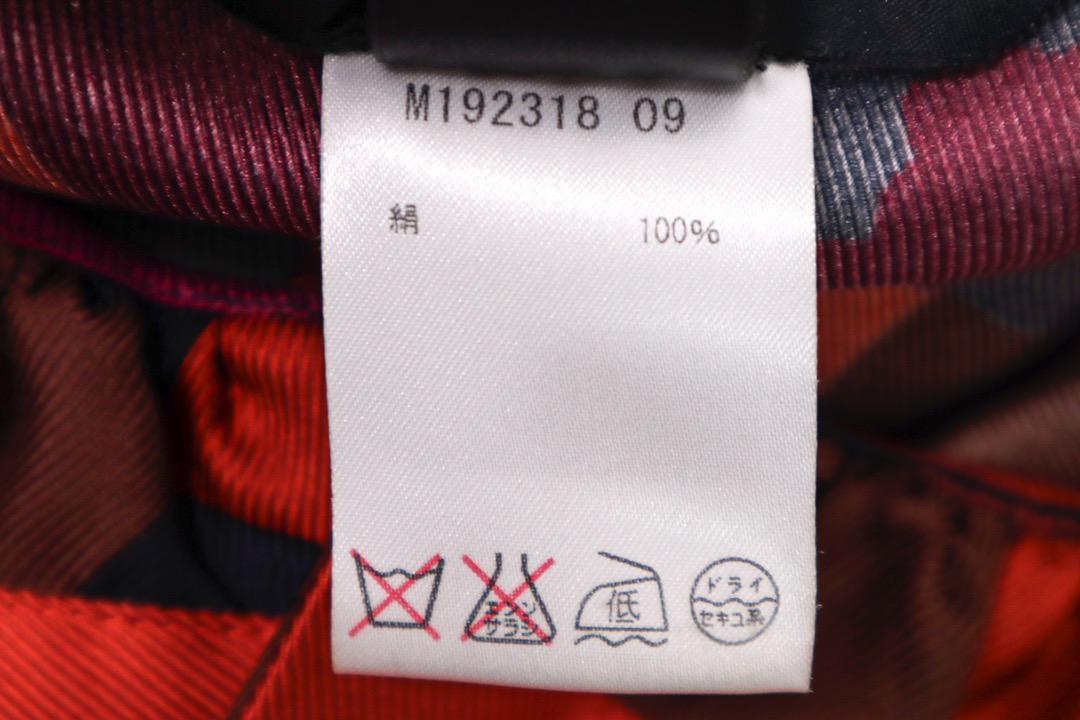 M192318 09
絹 100%
エンソ
サラシ
低
ドライ
セキユ系